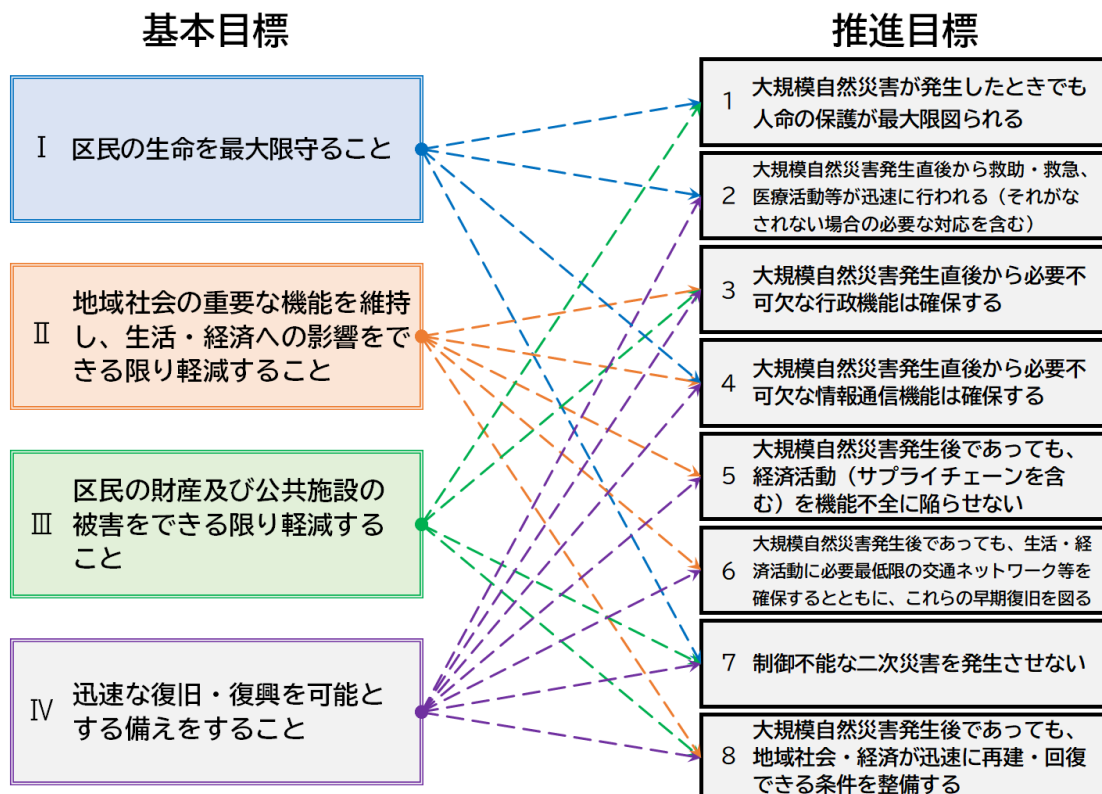 基本目標
Ⅰ 区民の生命を最大限守ること
Ⅱ 地域社会の重要な機能を維持
し、生活・経済への影響をで
きる限り軽減すること
Ⅲ 区民の財産及び公共施設の
被害をできる限り軽減する
こと
Ⅳ 迅速な復旧・復興を可能と
する備えをすること
推進目標
1 大規模自然災害が発生したときでも
人命の保護が最大限図られる
2 大規模自然災害発生直後から救助・救急、
医療活動等が迅速に行われる（それがな
されない場合の必要な対応を含む）
3 大規模自然災害発生直後から必要不
可欠な行政機能は確保する
4 大規模自然災害発生直後から必要不
可欠な情報通信機能は確保する
5 大規模自然災害発生後であっても、
経済活動（サプライチェーンを含
む）を機能不全に陥らせない
6 大規模自然災害発生後であっても、生活・経
済活動に必要最低限の交通ネットワーク等を
確保するとともに、これらの早期復旧を図る
7 制御不能な二次災害を発生させない
8 大規模自然災害発生後であっても、
地域社会・経済が迅速に再建・回復
できる条件を整備する